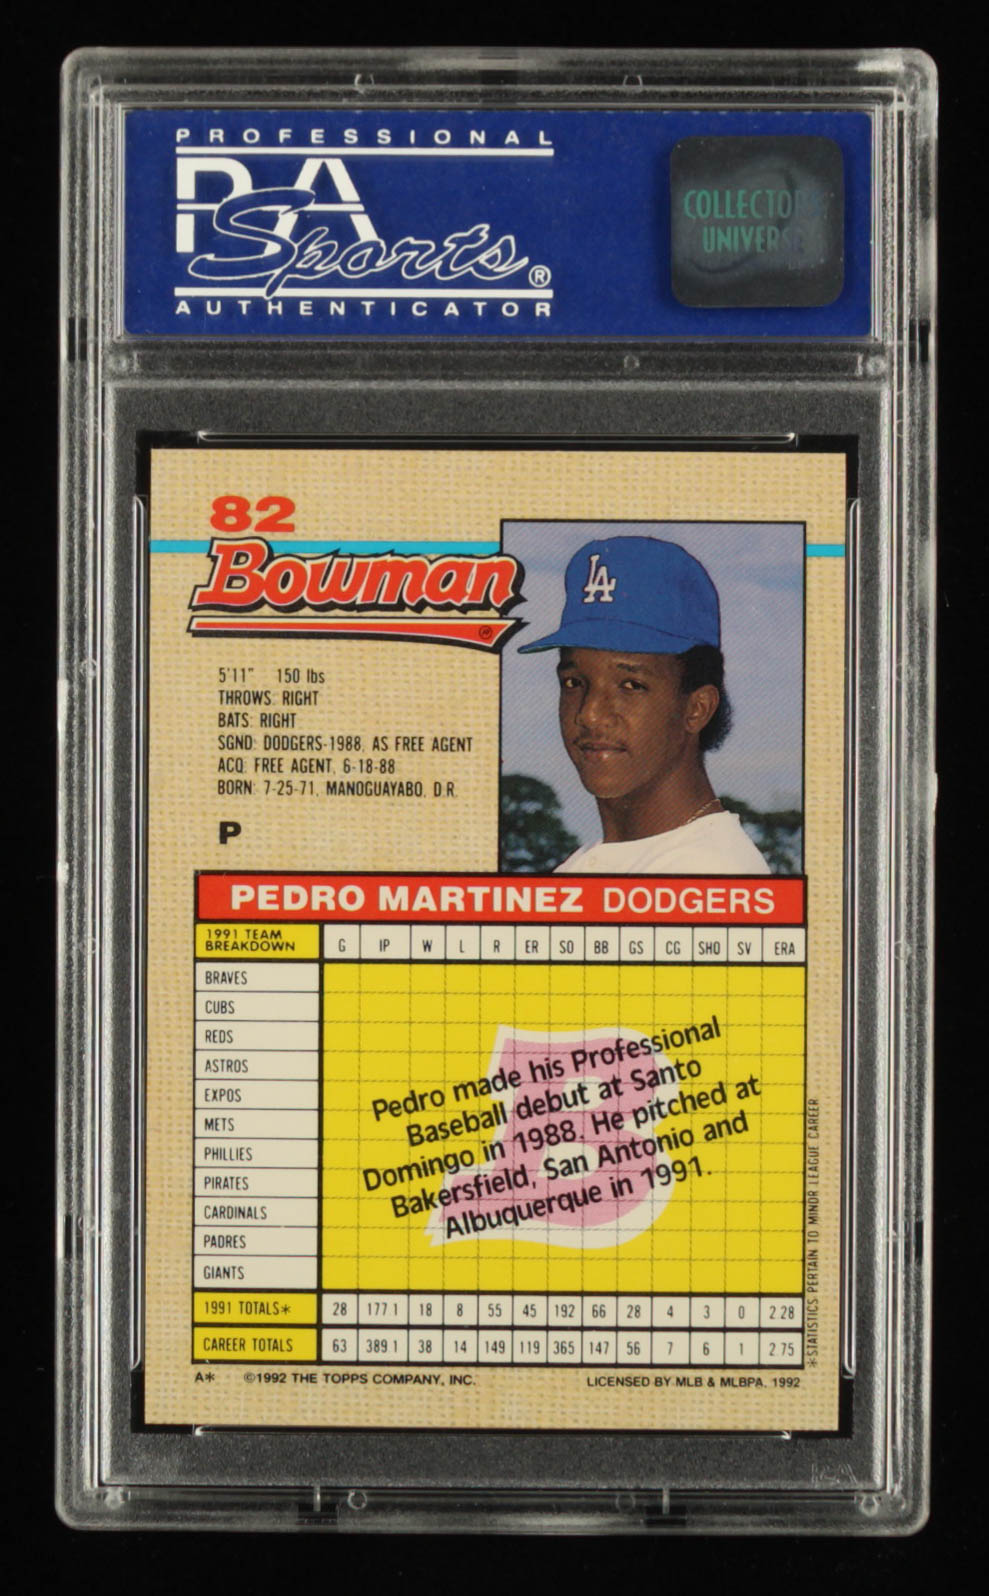 PROFESSIONAL
PSA
Sports®
AUTHENTICATOR
COLLECTORS
UNIVERSE
82
Bowman®
LA
5'11" 150 lbs
THROWS: RIGHT
BATS: RIGHT
SGND: DODGERS-1988, AS FREE AGENT
ACQ: FREE AGENT, 6-18-88
BORN: 7-25-71, MANOGUAYABO, D.R.
P
PEDRO MARTINEZ DODGERS
1991 TEAM BREAKDOWN G IP W L R ER SO BB GS CG SHO SV ERA
BRAVES
CUBS
REDS
ASTROS
EXPOS
METS
PHILLIES
PIRATES
CARDINALS
PADRES
GIANTS
B
Pedro made his Professional
Baseball debut at Santo
Domingo in 1988. He pitched at
Bakersfield, San Antonio and
Albuquerque in 1991.
1991 TOTALS* 28 177.1 18 8 55 45 192 66 28 4 3 0 2.28
CAREER TOTALS 63 389.1 38 14 149 119 365 147 56 7 6 1 2.75
*STATISTICS PERTAIN TO MINOR LEAGUE CAREER
A* ©1992 THE TOPPS COMPANY, INC. LICENSED BY MLB & MLBPA, 1992